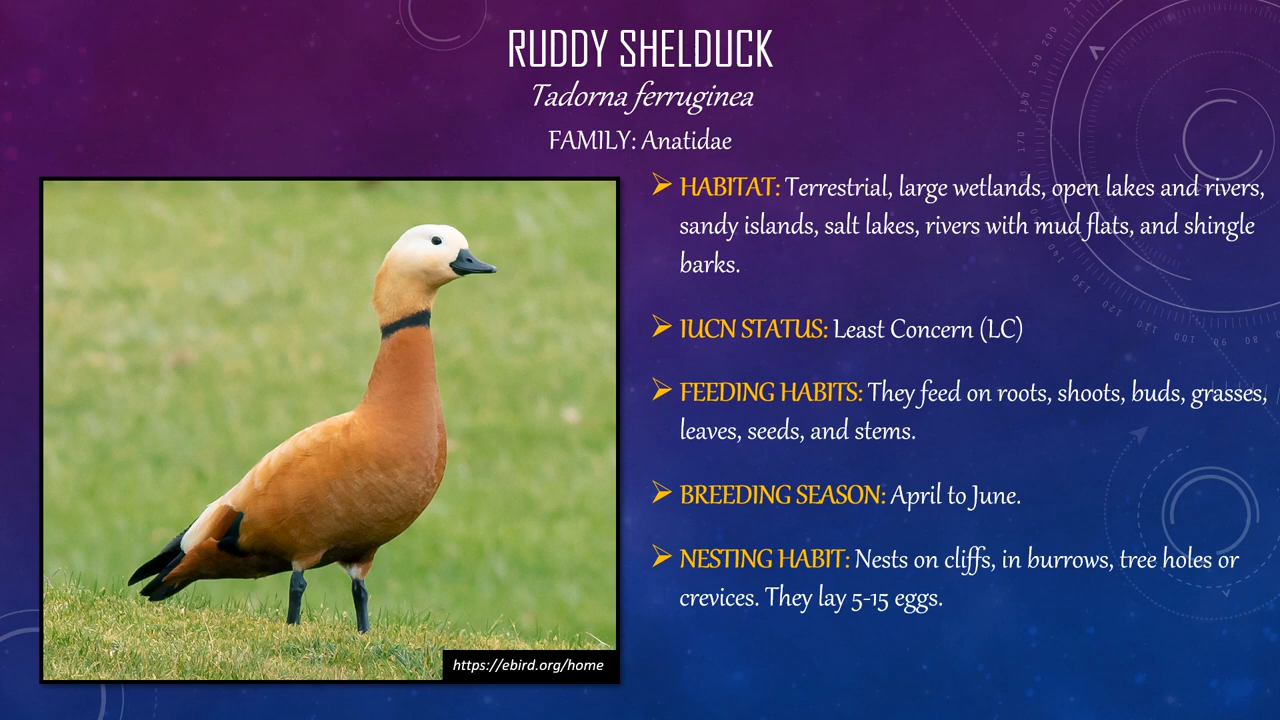 RUDDY SHELDUCK
Tadorna ferruginea
FAMILY: Anatidae
HABITAT: Terrestrial, large wetlands, open lakes and rivers,
sandy islands, salt lakes, rivers with mud flats, and shingle
barks.
IUCN STATUS: Least Concern (LC)
FEEDING HABITS: They feed on roots, shoots, buds, grasses,
leaves, seeds, and stems.
BREEDING SEASON: April to June.
NESTING HABIT: Nests on cliffs, in burrows, tree holes or
crevices. They lay 5-15 eggs.
https://ebird.org/home